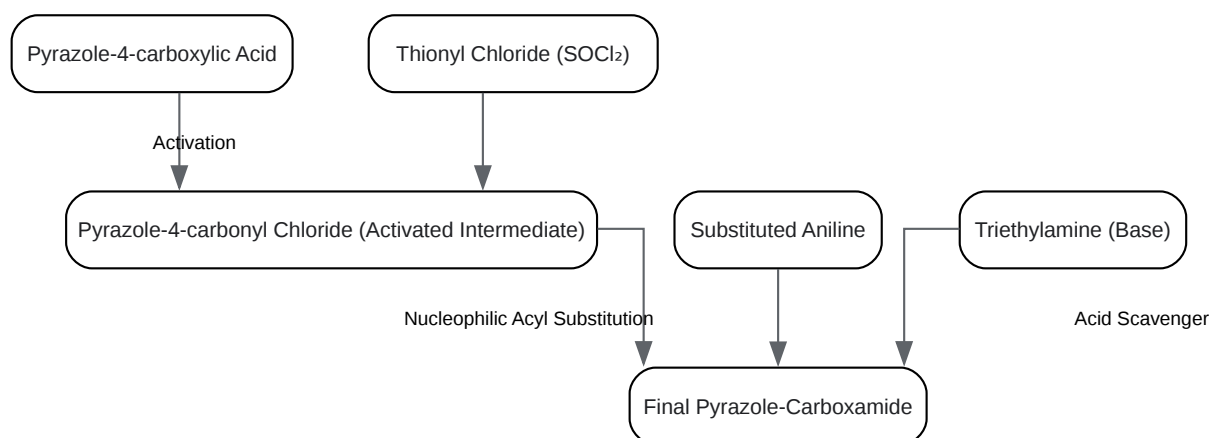 Pyrazole-4-carboxylic Acid
Thionyl Chloride (SOCl₂)
Activation
Pyrazole-4-carbonyl Chloride (Activated Intermediate)
Substituted Aniline
Triethylamine (Base)
Nucleophilic Acyl Substitution
Acid Scavenger
Final Pyrazole-Carboxamide